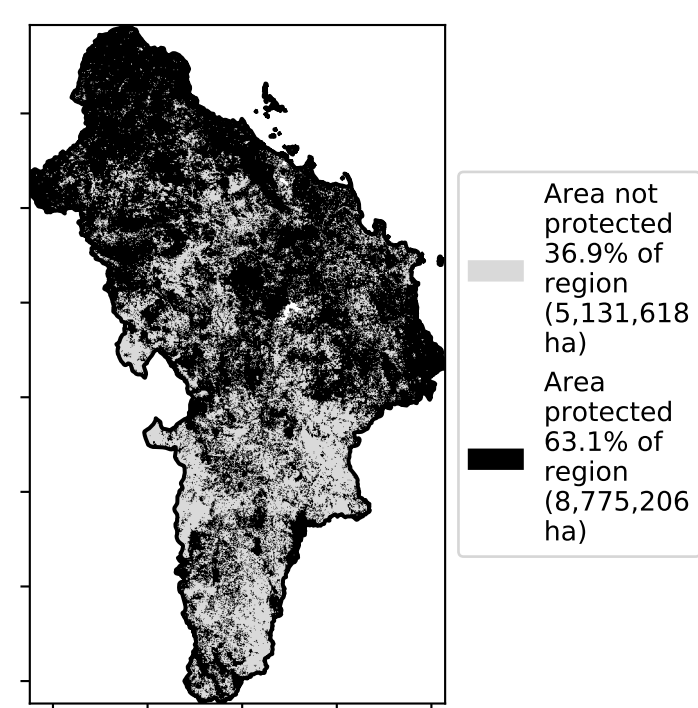 Area not
protected
36.9% of
region
(5,131,618
ha)
Area
protected
63.1% of
region
(8,775,206
ha)